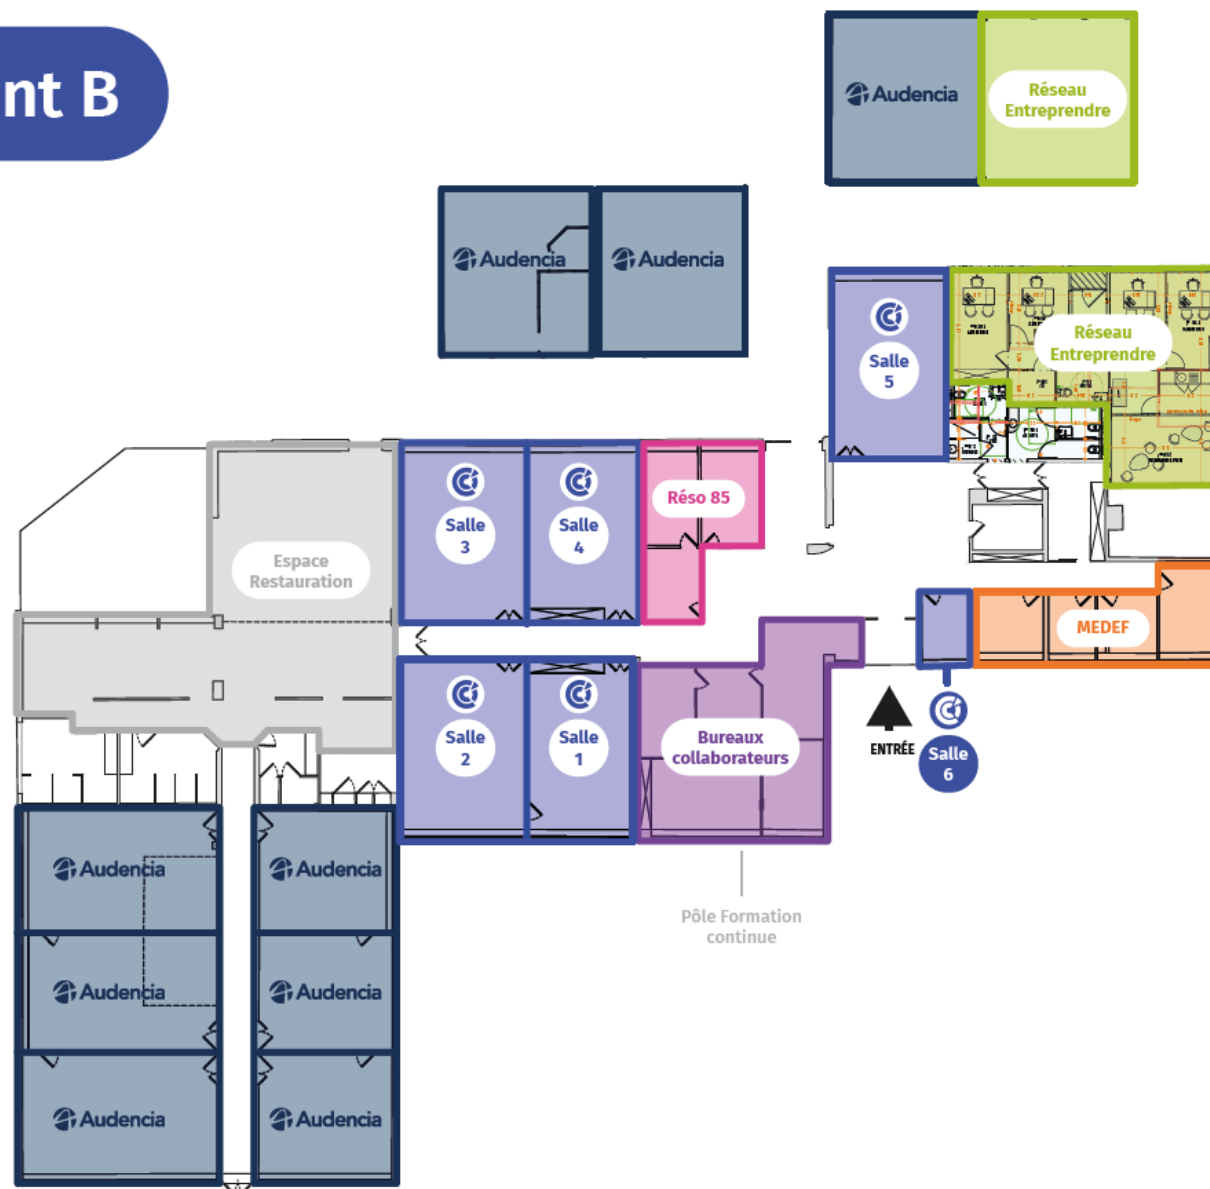 nt B
Audencia
Réseau
Entreprendre
Audencia
Audencia
Salle
5
Réseau
Entreprendre
Salle
3
Salle
4
Réso 85
Espace
Restauration
MEDEF
Salle
2
Salle
1
Bureaux
collaborateurs
ENTRÉE
Salle
6
Audencia
Audencia
Pôle Formation
continue
Audencia
Audencia
Audencia
Audencia